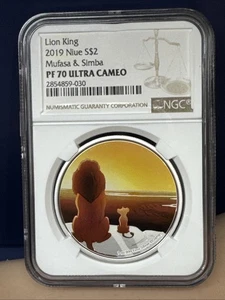 Lion King
2019 Niue S$2
Mufasa & Simba
PF 70 ULTRA CAMEO
2854859-030
NUMISMATIC GUARANTY CORPORATION
NGC